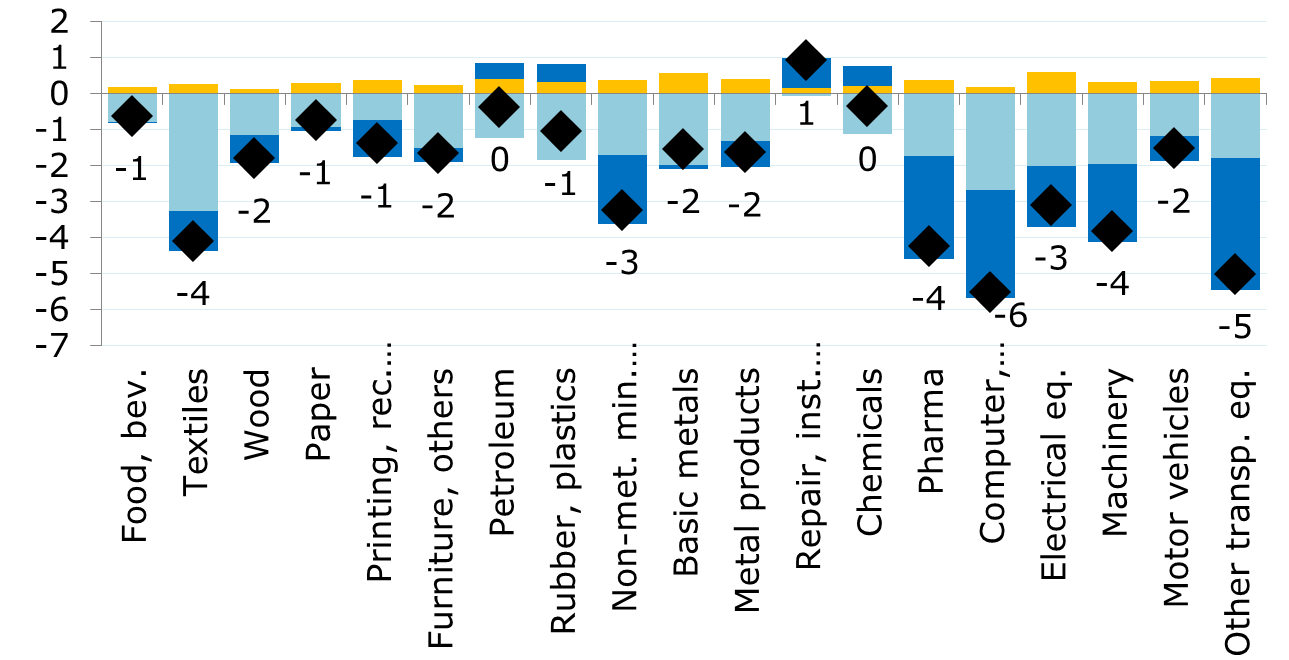 2
1
0
-1
-2
-3
-4
-5
-6
-7
-1
-4
-2
-1
-1
-2
0
-1
-3
-2
-2
1
0
-4
-6
-3
-4
-2
-5
Food, bev.
Textiles
Wood
Paper
Printing, rec...
Furniture, others
Petroleum
Rubber, plastics
Non-met. min....
Basic metals
Metal products
Repair, inst...
Chemicals
Pharma
Computer,...
Electrical eq.
Machinery
Motor vehicles
Other transp. eq.